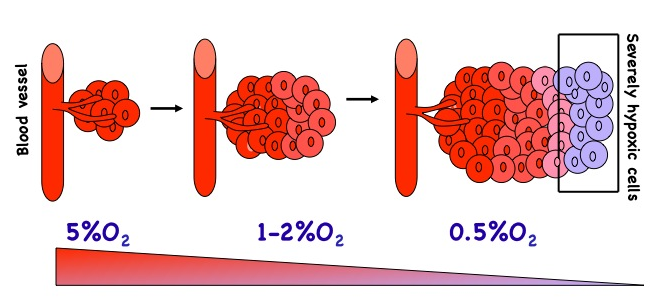 Blood vessel
Severely hypoxic cells
5%O₂
1-2%O₂
0.5%O₂